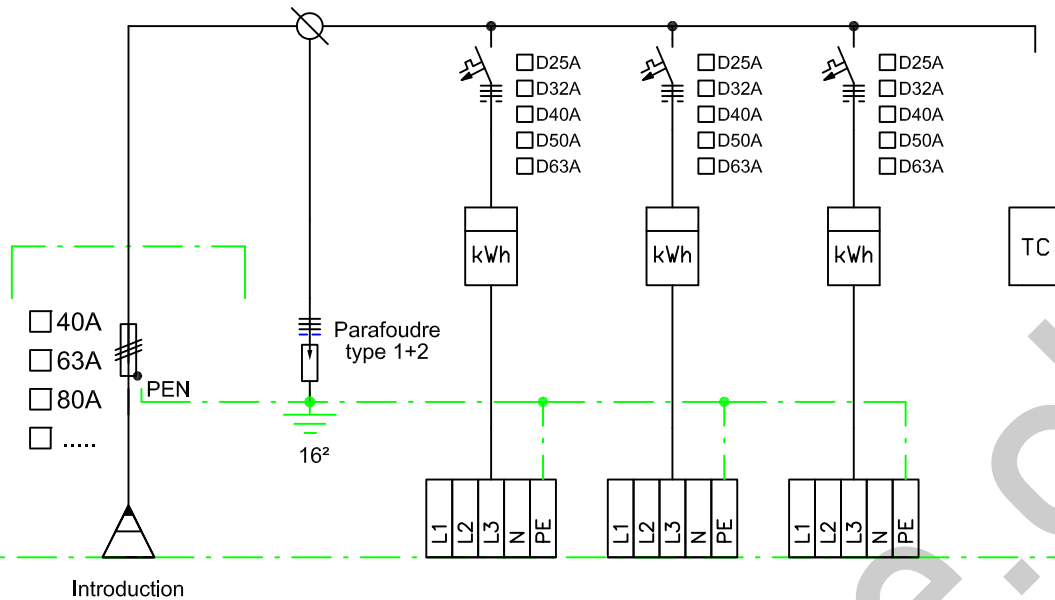 D25A
D32A
D40A
D50A
D63A
D25A
D32A
D40A
D50A
D63A
D25A
D32A
D40A
D50A
D63A
kWh
kWh
kWh
TC
40A
63A
80A
.....
PEN
Parafoudre
type 1+2
16²
L1
L2
L3
N
PE
L1
L2
L3
N
PE
L1
L2
L3
N
PE
Introduction